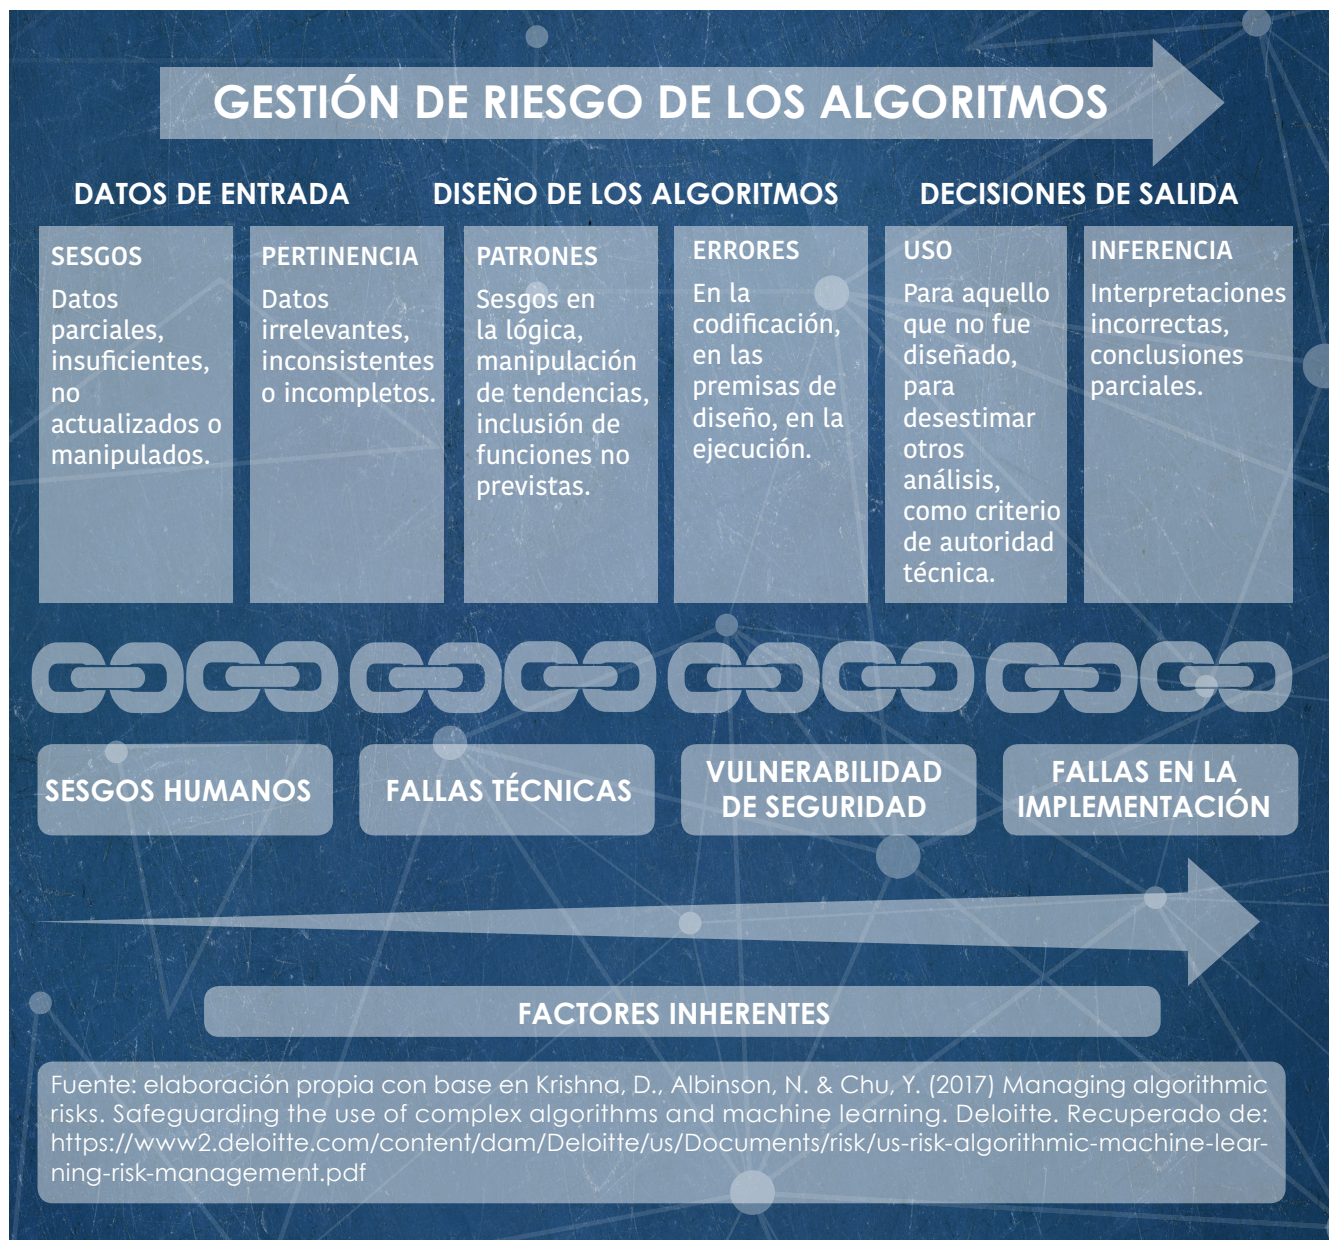 GESTIÓN DE RIESGO DE LOS ALGORITMOS
DATOS DE ENTRADA
SESGOS
Datos
parciales,
insuficientes,
no
actualizados o
manipulados.
PERTINENCIA
Datos
irrelevantes,
inconsistentes
o incompletos.
DISEÑO DE LOS ALGORITMOS
PATRONES
Sesgos en
la lógica,
manipulación
de tendencias,
inclusión de
funciones no
previstas.
ERRORES
En la
codificación,
en las
premisas de
diseño, en la
ejecución.
DECISIONES DE SALIDA
USO
Para aquello
que no fue
diseñado,
para
desestimar
otros
análisis,
como criterio
de autoridad
técnica.
INFERENCIA
Interpretaciones
incorrectas,
conclusiones
parciales.
SESGOS HUMANOS
FALLAS TÉCNICAS
VULNERABILIDAD
DE SEGURIDAD
FALLAS EN LA
IMPLEMENTACIÓN
FACTORES INHERENTES
Fuente: elaboración propia con base en Krishna, D., Albinson, N. & Chu, Y. (2017) Managing algorithmic
risks. Safeguarding the use of complex algorithms and machine learning. Deloitte. Recuperado de:
https://www2.deloitte.com/content/dam/Deloitte/us/Documents/risk/us-risk-algorithmic-machine-lear-
ning-risk-management.pdf